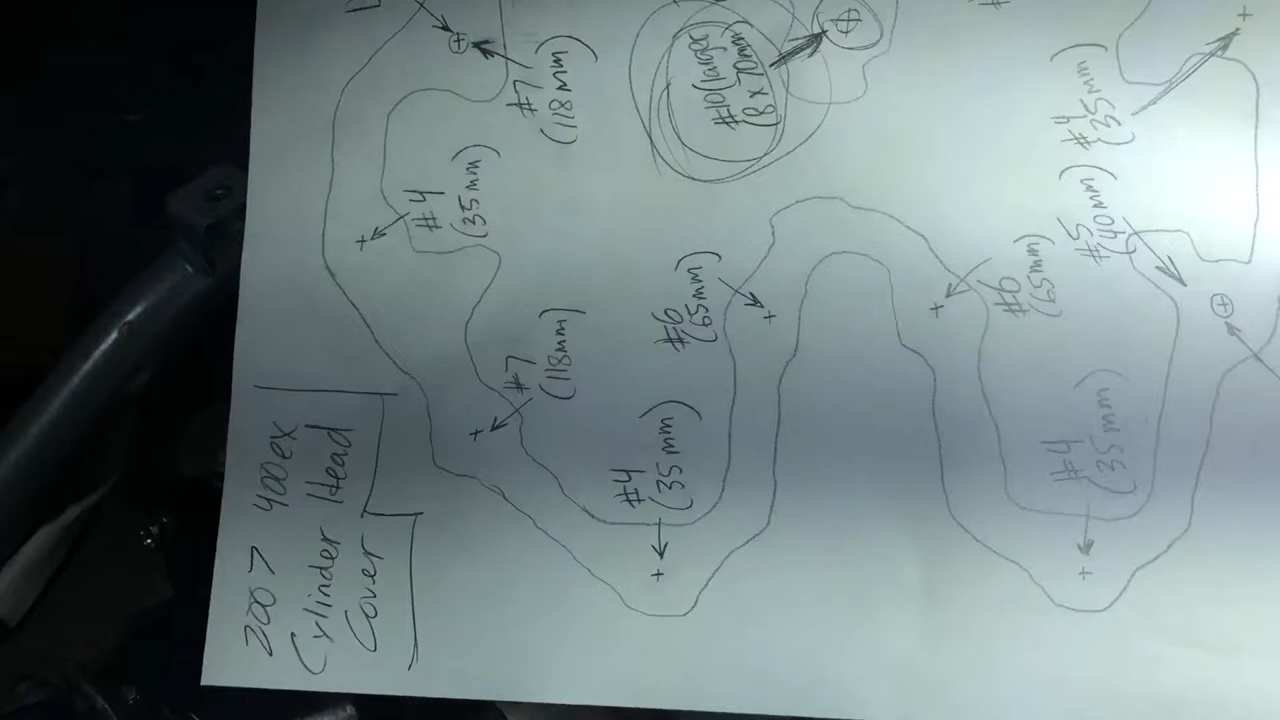 2007 400ex
Cylinder Head
Cover
#7
(118mm)
#4
(35mm)
#7
(118mm)
#4
(35mm)
#6
(65mm)
#10 (larger
(8 x 70mm)
#6
(65mm)
#5
(40mm)
#4
(35mm)
#4
(35mm)
#